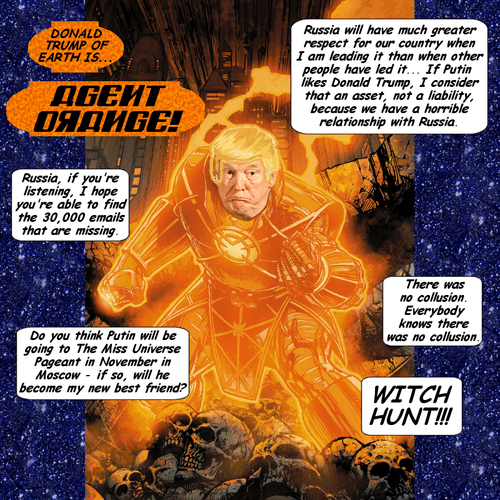 DONALD
TRUMP OF
EARTH IS...
AGENT
ORANGE!
Russia will have much greater
respect for our country when
I am leading it than when other
people have led it... If Putin
likes Donald Trump, I consider
that an asset, not a liability,
because we have a horrible
relationship with Russia.
Russia, if you're
listening, I hope
you're able to find
the 30,000 emails
that are missing.
There was
no collusion.
Everybody
knows there
was no collusion.
Do you think Putin will be
going to The Miss Universe
Pageant in November in
Moscow - if so, will he
become my new best friend?
WITCH
HUNT!!!